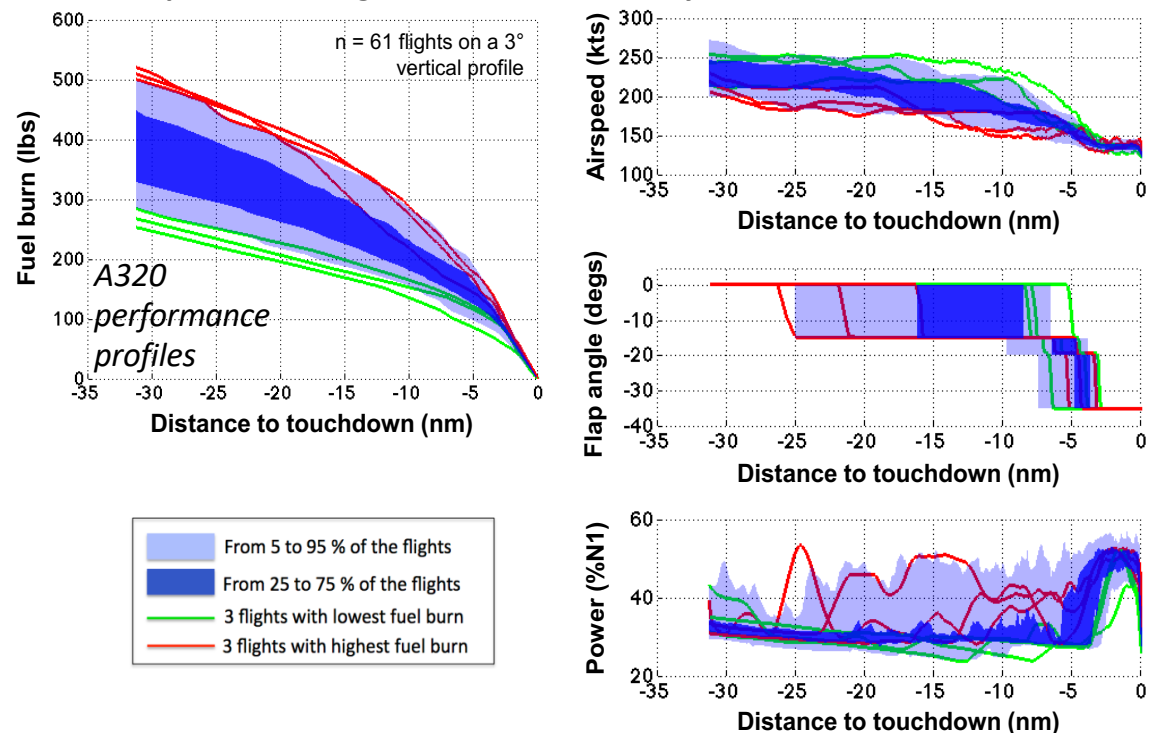 600
500
400
300
200
100
0
Fuel burn (lbs)
n = 61 flights on a 3°
vertical profile
A320
performance
profiles
-35 -30 -25 -20 -15 -10 -5 0
Distance to touchdown (nm)
From 5 to 95 % of the flights
From 25 to 75 % of the flights
3 flights with lowest fuel burn
3 flights with highest fuel burn
300
250
200
150
100
Airspeed (kts)
-35 -30 -25 -20 -15 -10 -5 0
Distance to touchdown (nm)
0
-10
-20
-30
-40
Flap angle (degs)
-35 -30 -25 -20 -15 -10 -5 0
Distance to touchdown (nm)
60
40
20
Power (%N1)
-35 -30 -25 -20 -15 -10 -5 0
Distance to touchdown (nm)